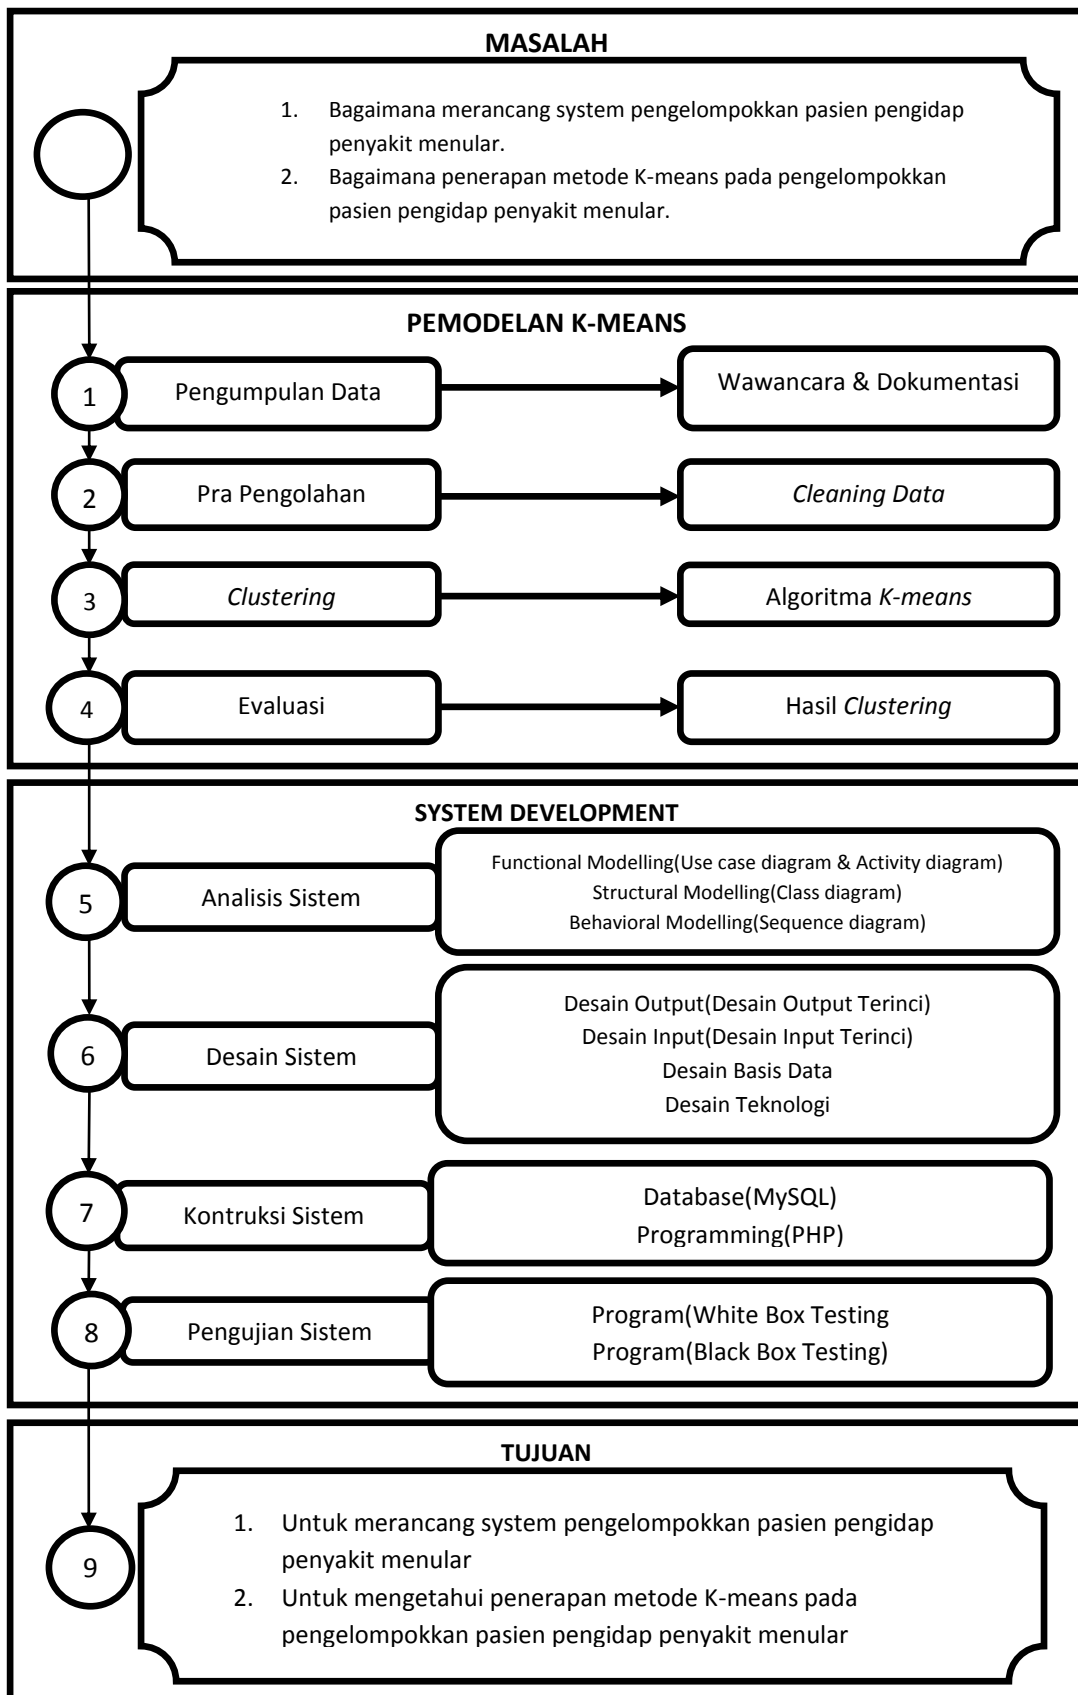 MASALAH
1. Bagaimana merancang system pengelompokkan pasien pengidap
penyakit menular.
2. Bagaimana penerapan metode K-means pada pengelompokkan
pasien pengidap penyakit menular.
PEMODELAN K-MEANS
1
Pengumpulan Data
Wawancara & Dokumentasi
2
Pra Pengolahan
Cleaning Data
3
Clustering
Algoritma K-means
4
Evaluasi
Hasil Clustering
SYSTEM DEVELOPMENT
5
Analisis Sistem
Functional Modelling(Use case diagram & Activity diagram)
Structural Modelling(Class diagram)
Behavioral Modelling(Sequence diagram)
6
Desain Sistem
Desain Output(Desain Output Terinci)
Desain Input(Desain Input Terinci)
Desain Basis Data
Desain Teknologi
7
Kontruksi Sistem
Database(MySQL)
Programming(PHP)
8
Pengujian Sistem
Program(White Box Testing
Program(Black Box Testing)
TUJUAN
9
1. Untuk merancang system pengelompokkan pasien pengidap
penyakit menular
2. Untuk mengetahui penerapan metode K-means pada
pengelompokkan pasien pengidap penyakit menular